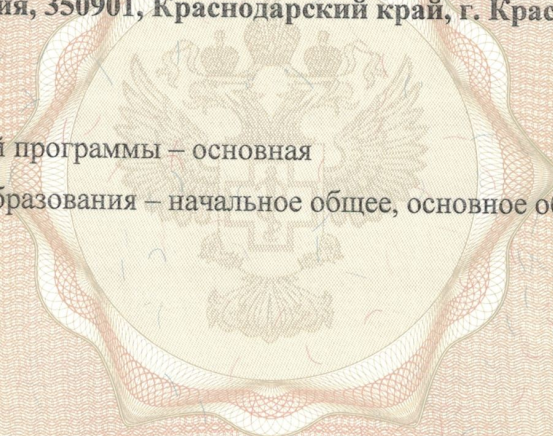 ия, 350901, Краснодарский край, г. Крас
й программы – основная
бразования – начальное общее, основное об